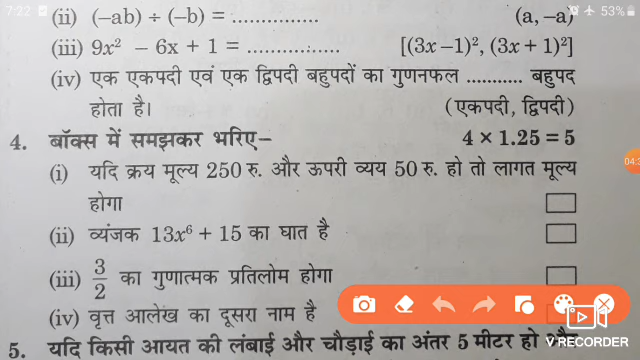 7:22 53%
(ii) (–ab) ÷ (–b) = ............... (a, –a)
(iii) 9x² – 6x + 1 = ................ [(3x –1)², (3x + 1)²]
(iv) एक एकपदी एवं एक द्विपदी बहुपदों का गुणनफल ........... बहुपद
होता है। (एकपदी, द्विपदी)
4. बॉक्स में समझकर भरिए– 4 × 1.25 = 5
(i) यदि क्रय मूल्य 250 रु. और ऊपरी व्यय 50 रु. हो तो लागत मूल्य
होगा
(ii) व्यंजक 13x⁶ + 15 का घात है
(iii) 3/2 का गुणात्मक प्रतिलोम होगा
(iv) वृत्त आलेख का दूसरा नाम है
V RECORDER
5. यदि किसी आयत की लंबाई और चौड़ाई का अंतर 5 मीटर हो